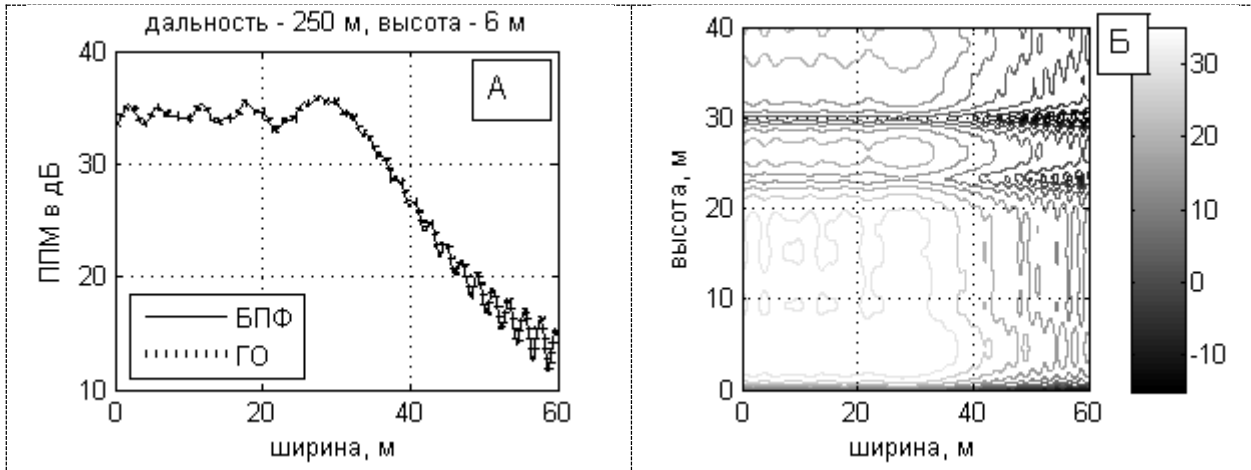 дальность - 250 м, высота - 6 м
А
ППМ в дБ
40
30
20
10
БПФ
ГО
0 20 40 60
ширина, м
Б
высота, м
40
30
20
10
0
0 20 40 60
ширина, м
30
20
10
0
-10